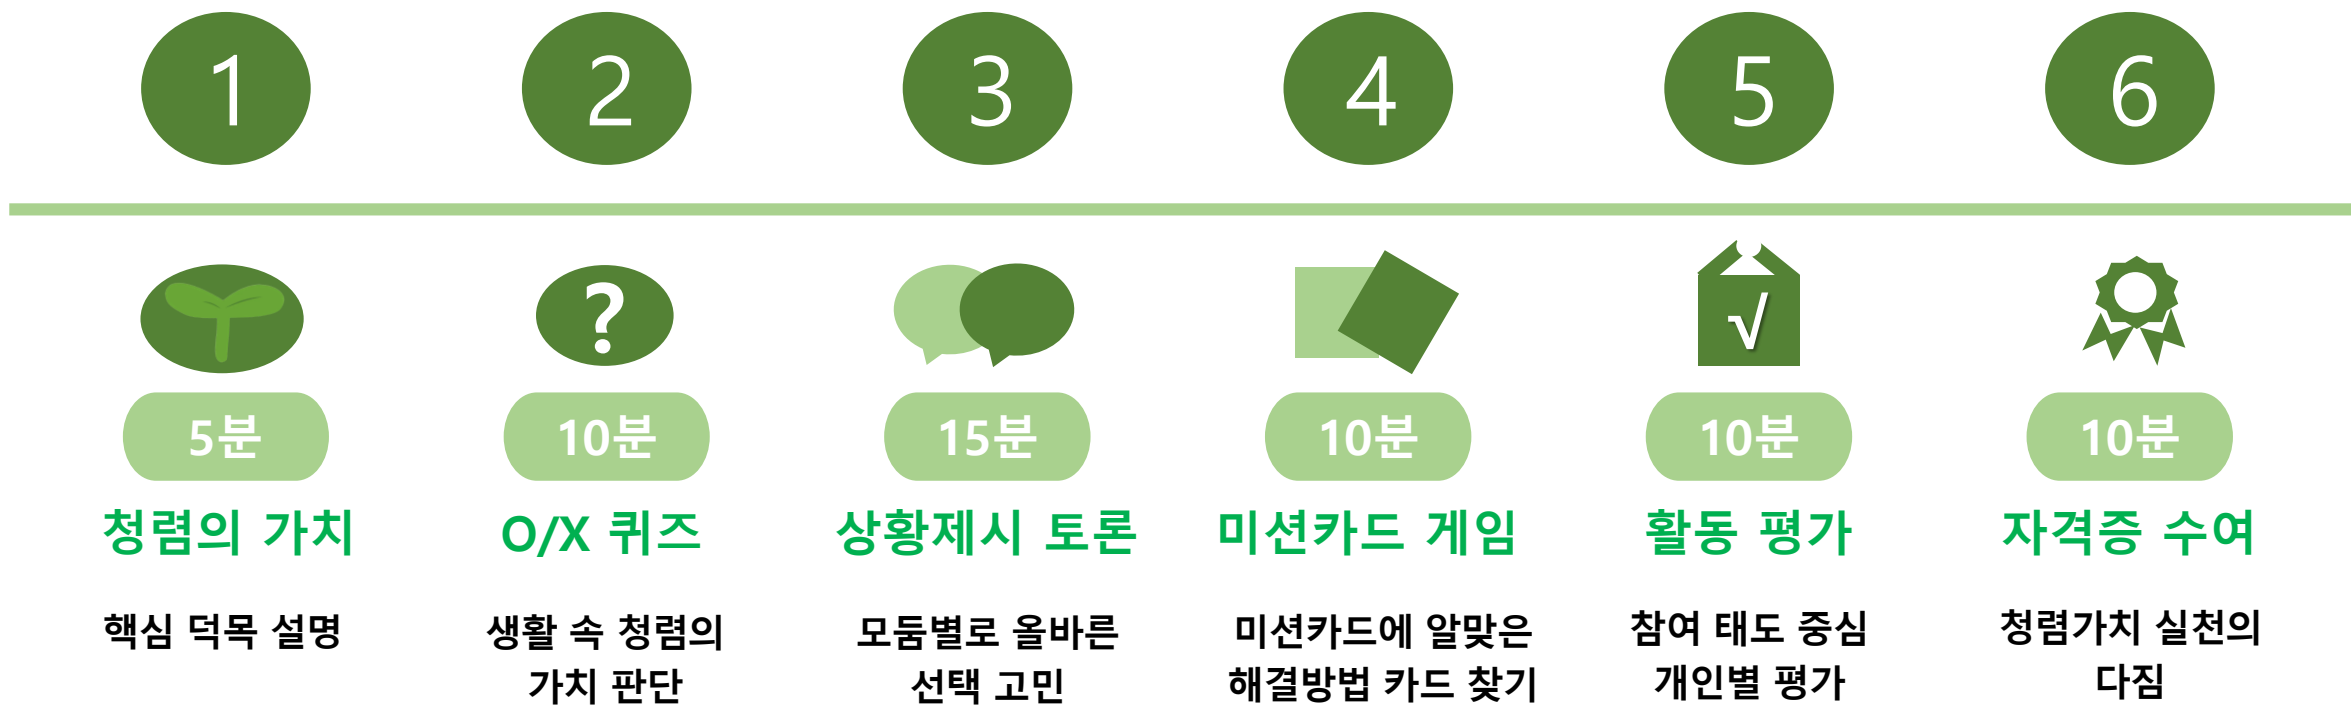 1
2
3
4
5
6
?
√
5분
10분
15분
10분
10분
10분
청렴의 가치
O/X 퀴즈
상황제시 토론
미션카드 게임
활동 평가
자격증 수여
핵심 덕목 설명
생활 속 청렴의
가치 판단
모둠별로 올바른
선택 고민
미션카드에 알맞은
해결방법 카드 찾기
참여 태도 중심
개인별 평가
청렴가치 실천의
다짐